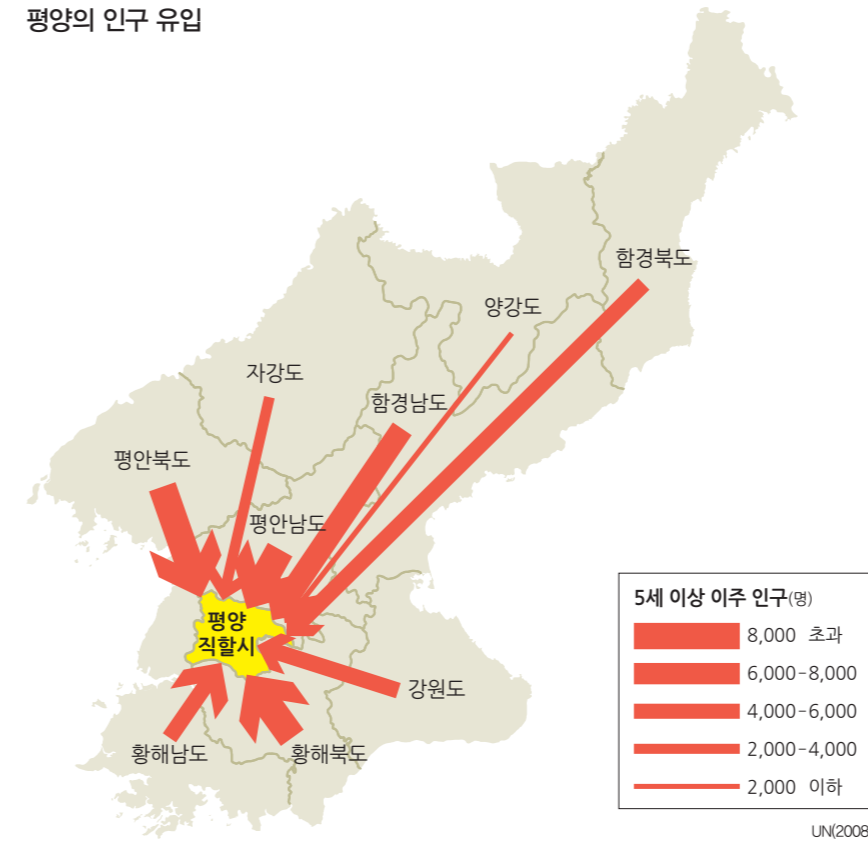 평양의 인구 유입
함경북도
양강도
자강도
함경남도
평안북도
평안남도
평양
직할시
강원도
황해남도
황해북도
5세 이상 이주 인구(명)
8,000 초과
6,000-8,000
4,000-6,000
2,000-4,000
2,000 이하
UN(2008